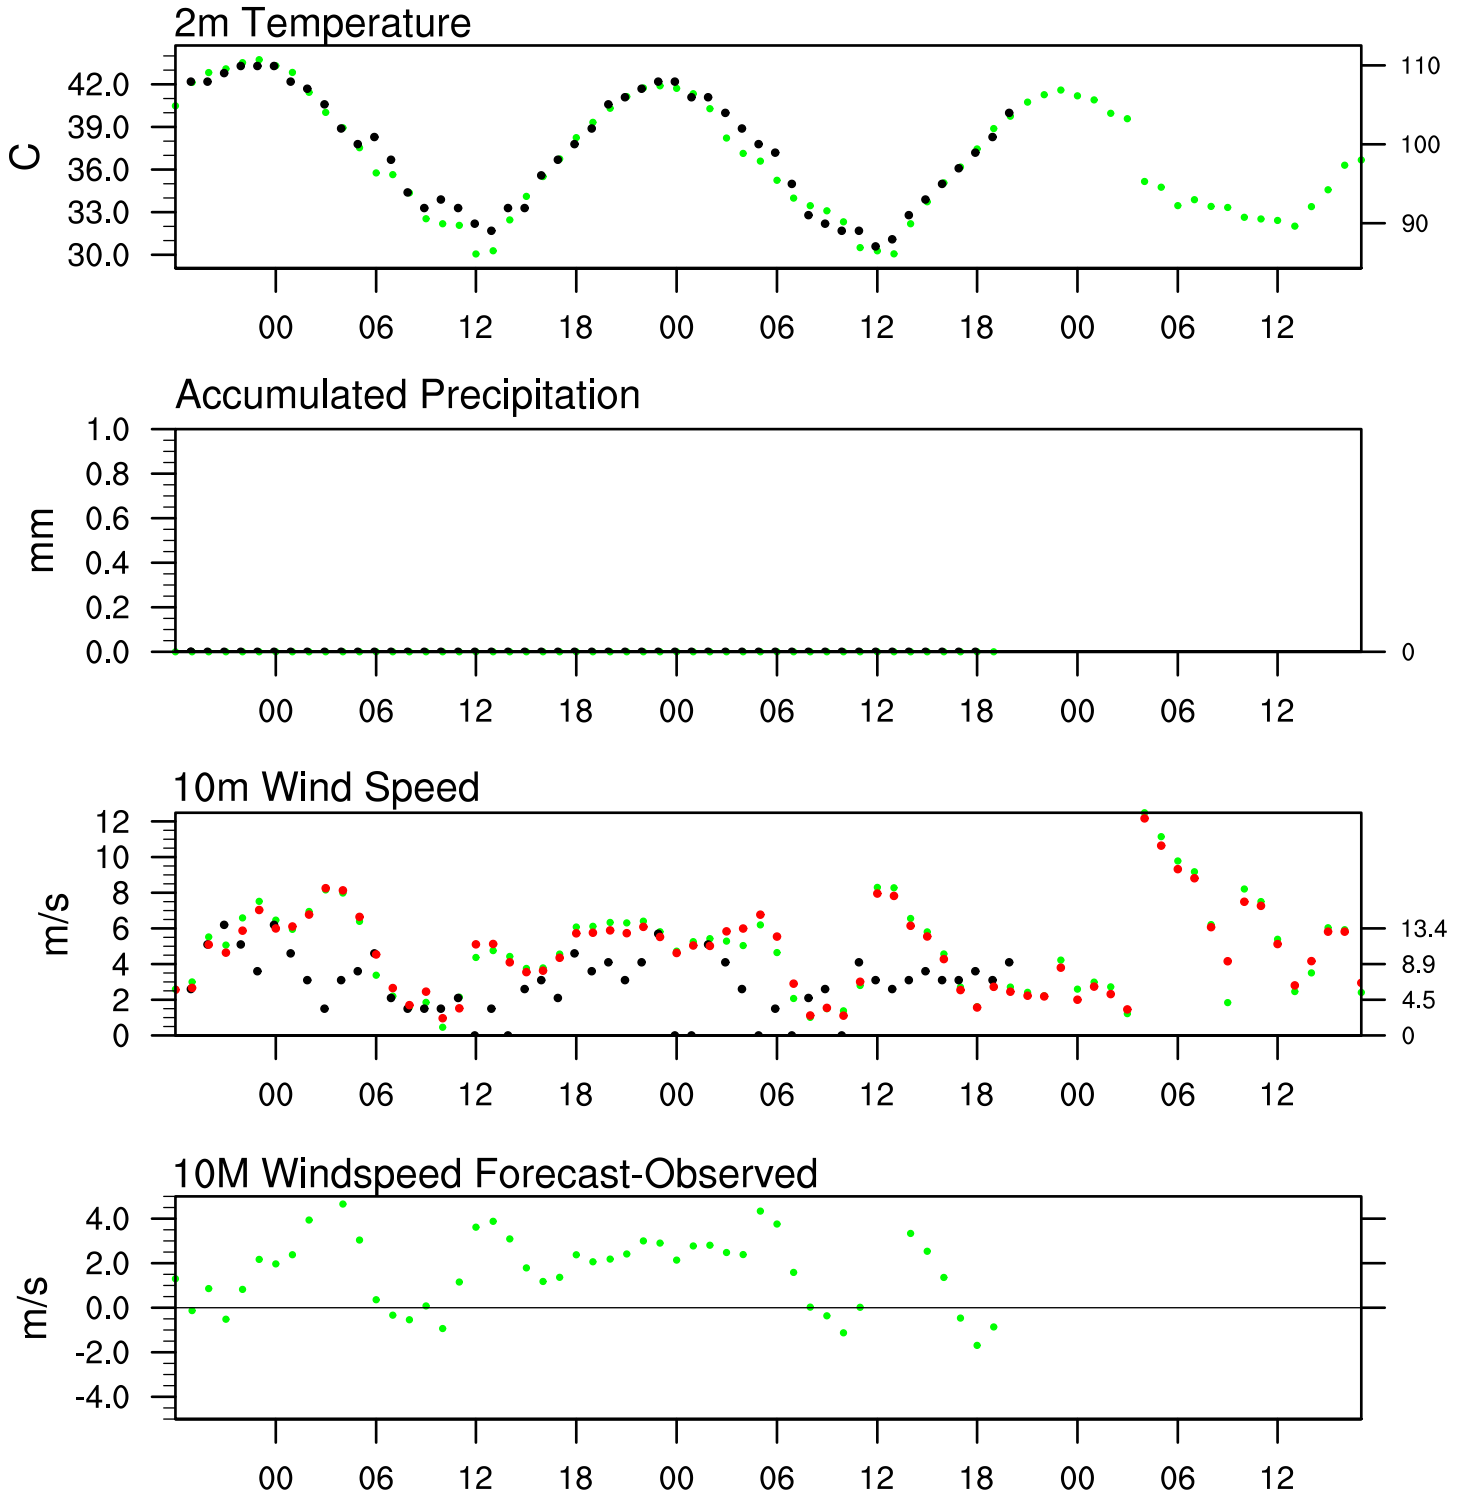 2m Temperature
42.0
39.0
36.0
33.0
30.0
C
110
100
90
00 06 12 18 00 06 12 18 00 06 12
Accumulated Precipitation
1.0
0.8
0.6
0.4
0.2
0.0
mm
0
00 06 12 18 00 06 12 18 00 06 12
10m Wind Speed
12
10
8
6
4
2
0
m/s
13.4
8.9
4.5
0
00 06 12 18 00 06 12 18 00 06 12
10M Windspeed Forecast-Observed
4.0
2.0
0.0
-2.0
-4.0
m/s
00 06 12 18 00 06 12 18 00 06 12